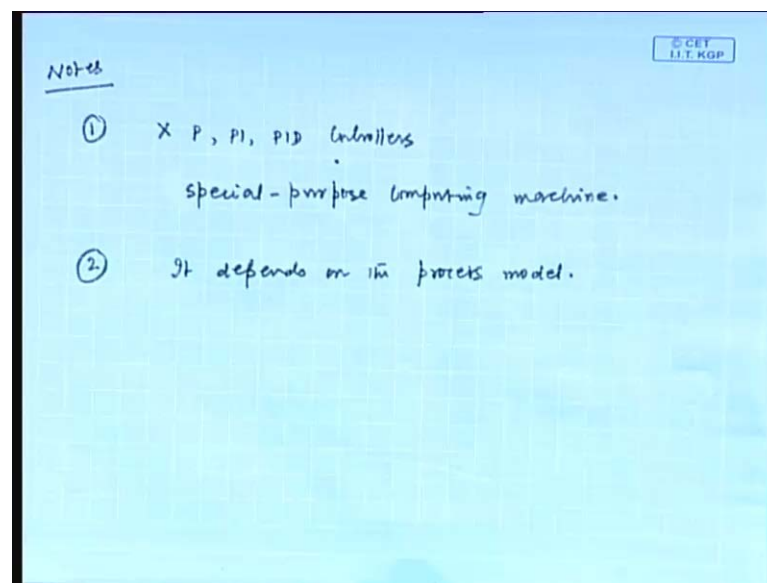 © CET
I.I.T. KGP
Notes
① X P, PI, PID Controllers
special-purpose computing machine.
② It depends on the process model.